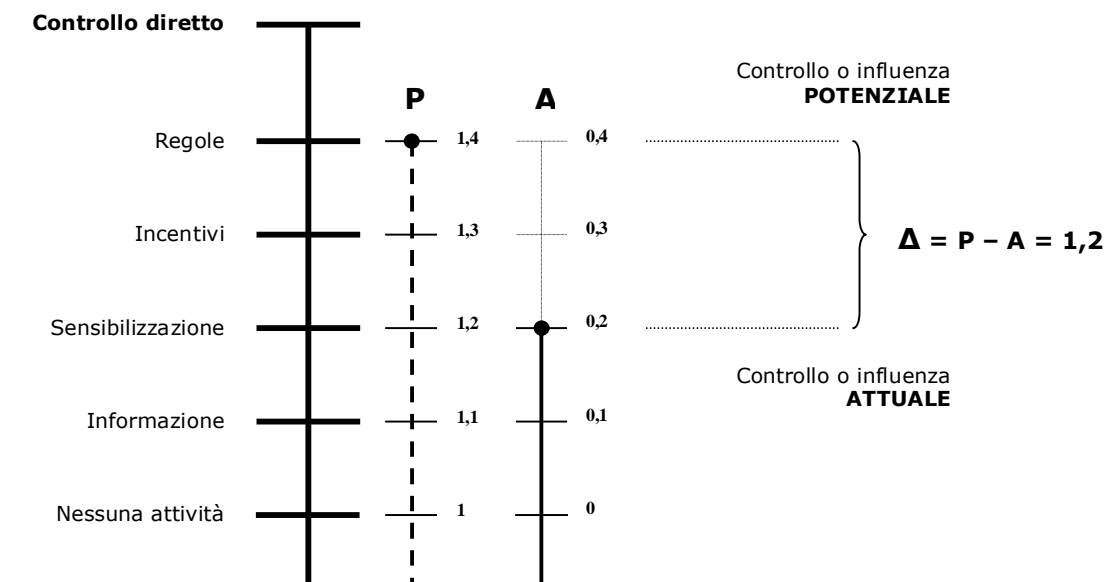 Controllo diretto
Controllo o influenza
POTENZIALE
P A
Regole 1,4 0,4
Incentivi 1,3 0,3
Δ = P – A = 1,2
Sensibilizzazione 1,2 0,2
Controllo o influenza
ATTUALE
Informazione 1,1 0,1
Nessuna attività 1 0